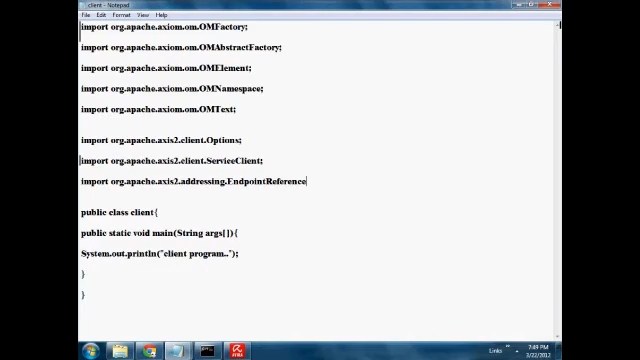 client - Notepad
File Edit Format View Help
import org.apache.axiom.om.OMFactory;
import org.apache.axiom.om.OMAbstractFactory;
import org.apache.axiom.om.OMElement;
import org.apache.axiom.om.OMNamespace;
import org.apache.axiom.om.OMText;
import org.apache.axis2.client.Options;
import org.apache.axis2.client.ServiceClient;
import org.apache.axis2.addressing.EndpointReference
public class client{
public static void main(String args[]){
System.out.println("client program..");
}
}
Links
7:49 PM
3/22/2012